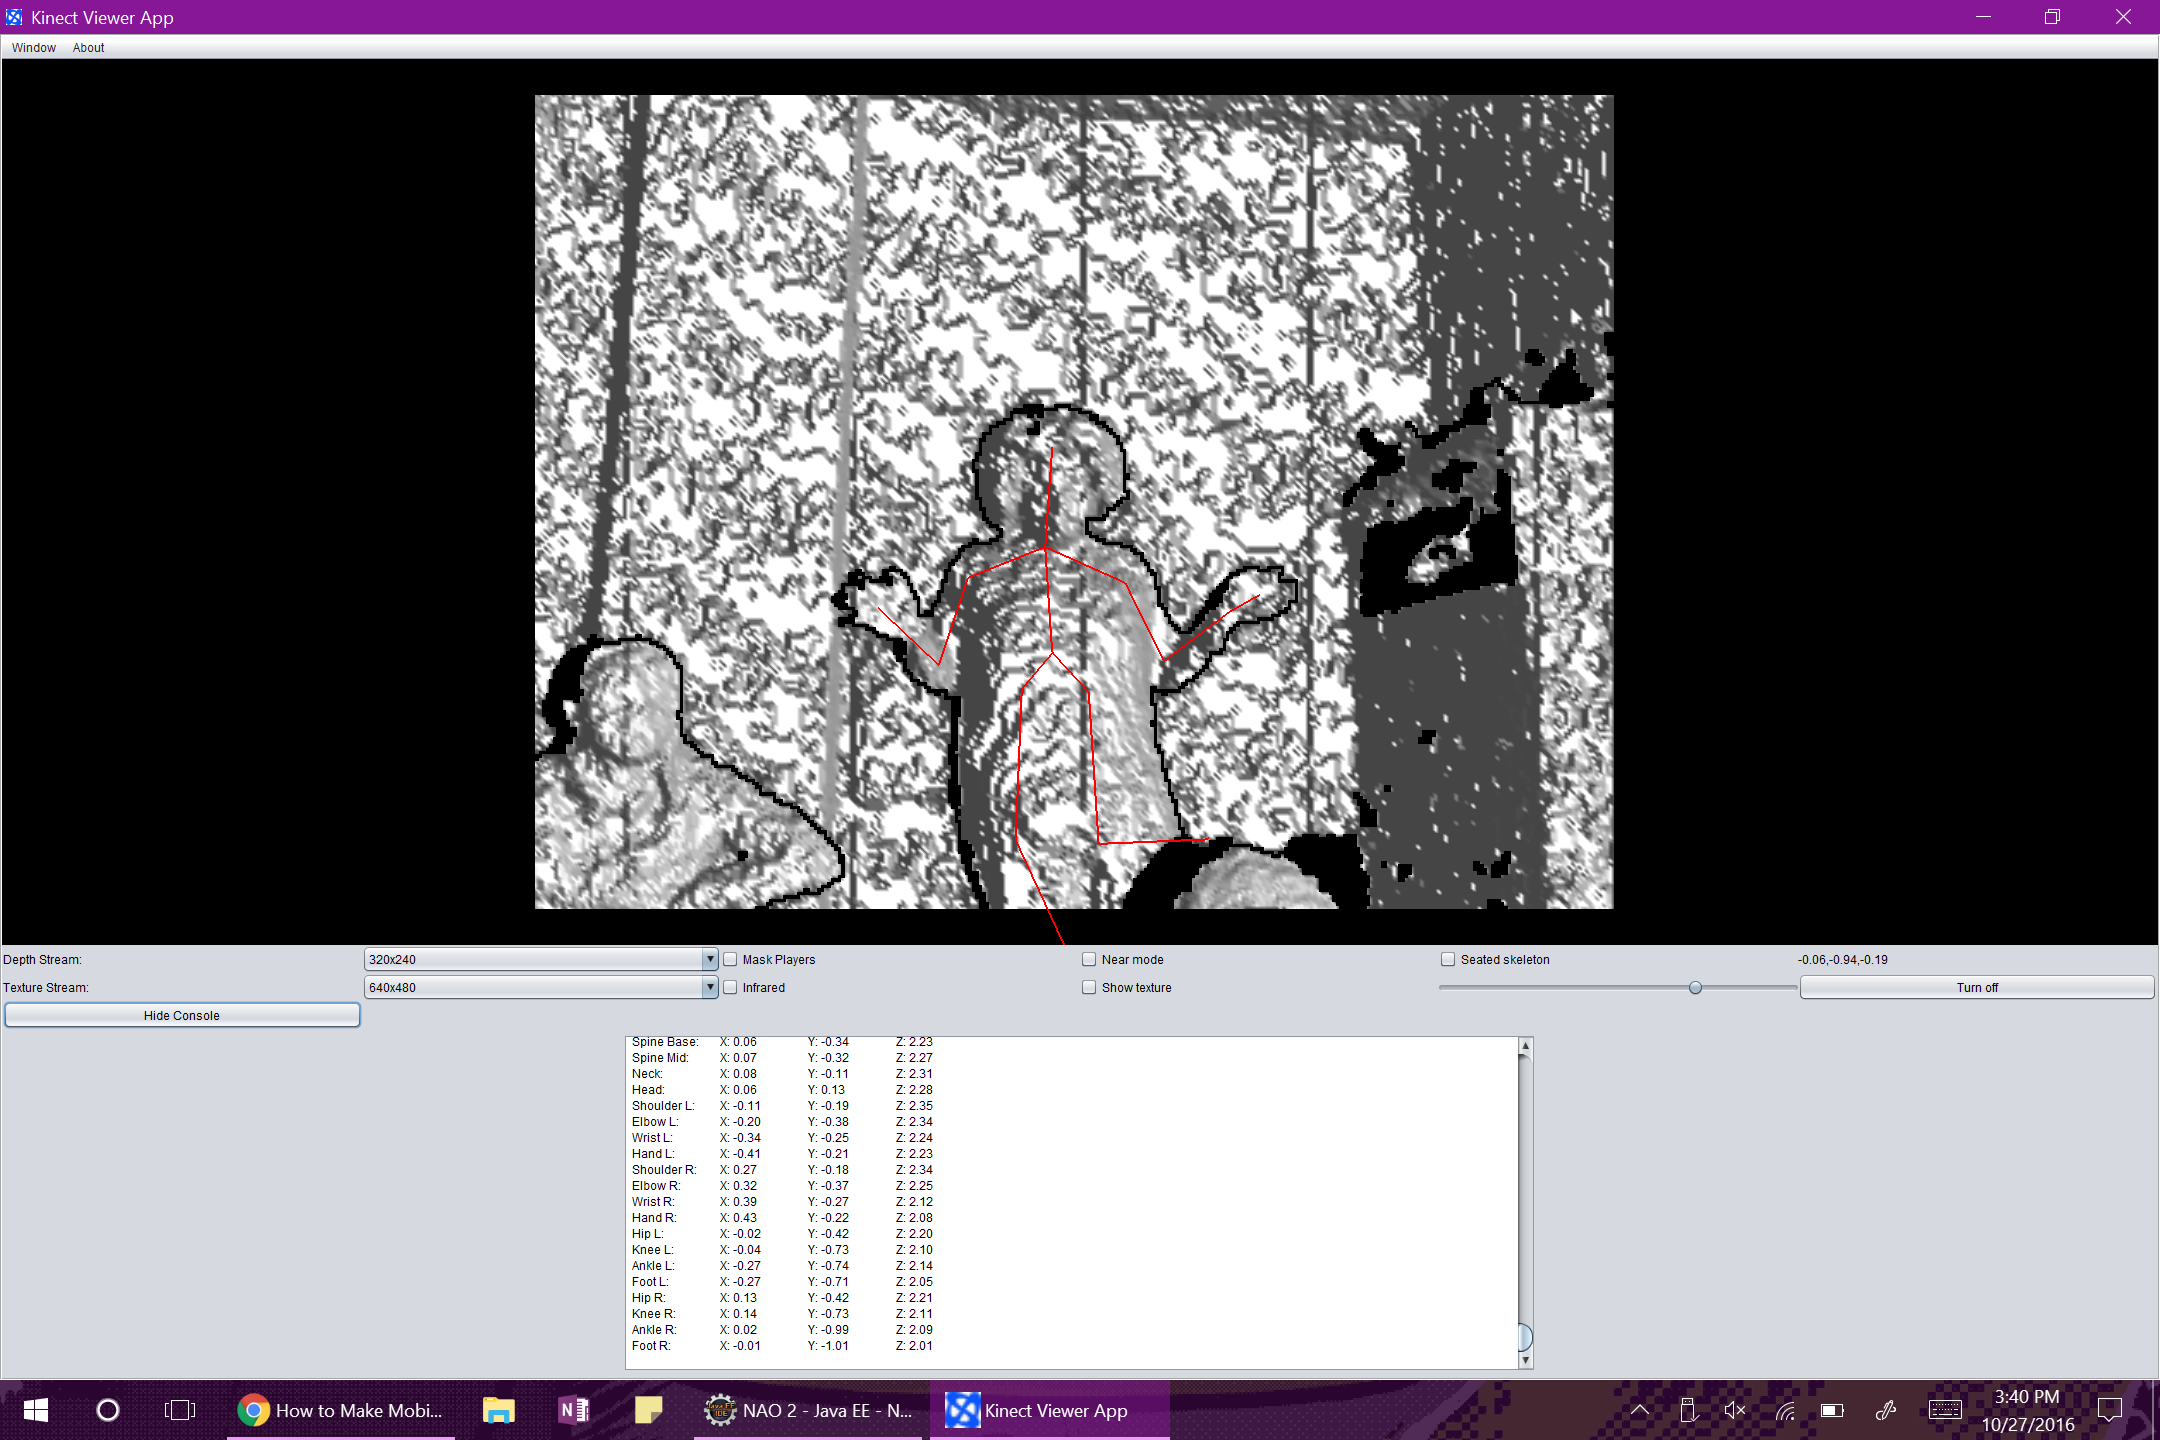 Kinect Viewer App
Window About
Depth Stream: 320x240 Mask Players Near mode Seated skeleton -0.06,-0.94,-0.19
Texture Stream: 640x480 Infrared Show texture Turn off
Hide Console
Spine Base: X: 0.06 Y: -0.34 Z: 2.23
Spine Mid: X: 0.07 Y: -0.32 Z: 2.27
Neck: X: 0.08 Y: -0.11 Z: 2.31
Head: X: 0.06 Y: 0.13 Z: 2.28
Shoulder L: X: -0.11 Y: -0.19 Z: 2.35
Elbow L: X: -0.20 Y: -0.38 Z: 2.34
Wrist L: X: -0.34 Y: -0.25 Z: 2.24
Hand L: X: -0.41 Y: -0.21 Z: 2.23
Shoulder R: X: 0.27 Y: -0.18 Z: 2.34
Elbow R: X: 0.32 Y: -0.37 Z: 2.25
Wrist R: X: 0.39 Y: -0.27 Z: 2.12
Hand R: X: 0.43 Y: -0.22 Z: 2.08
Hip L: X: -0.02 Y: -0.42 Z: 2.20
Knee L: X: -0.04 Y: -0.73 Z: 2.10
Ankle L: X: -0.27 Y: -0.74 Z: 2.14
Foot L: X: -0.27 Y: -0.71 Z: 2.05
Hip R: X: 0.13 Y: -0.42 Z: 2.21
Knee R: X: 0.14 Y: -0.73 Z: 2.11
Ankle R: X: 0.02 Y: -0.99 Z: 2.09
Foot R: X: -0.01 Y: -1.01 Z: 2.01
How to Make Mobi... N Java EE IDE NAO 2 - Java EE - N... Kinect Viewer App 3:40 PM
10/27/2016